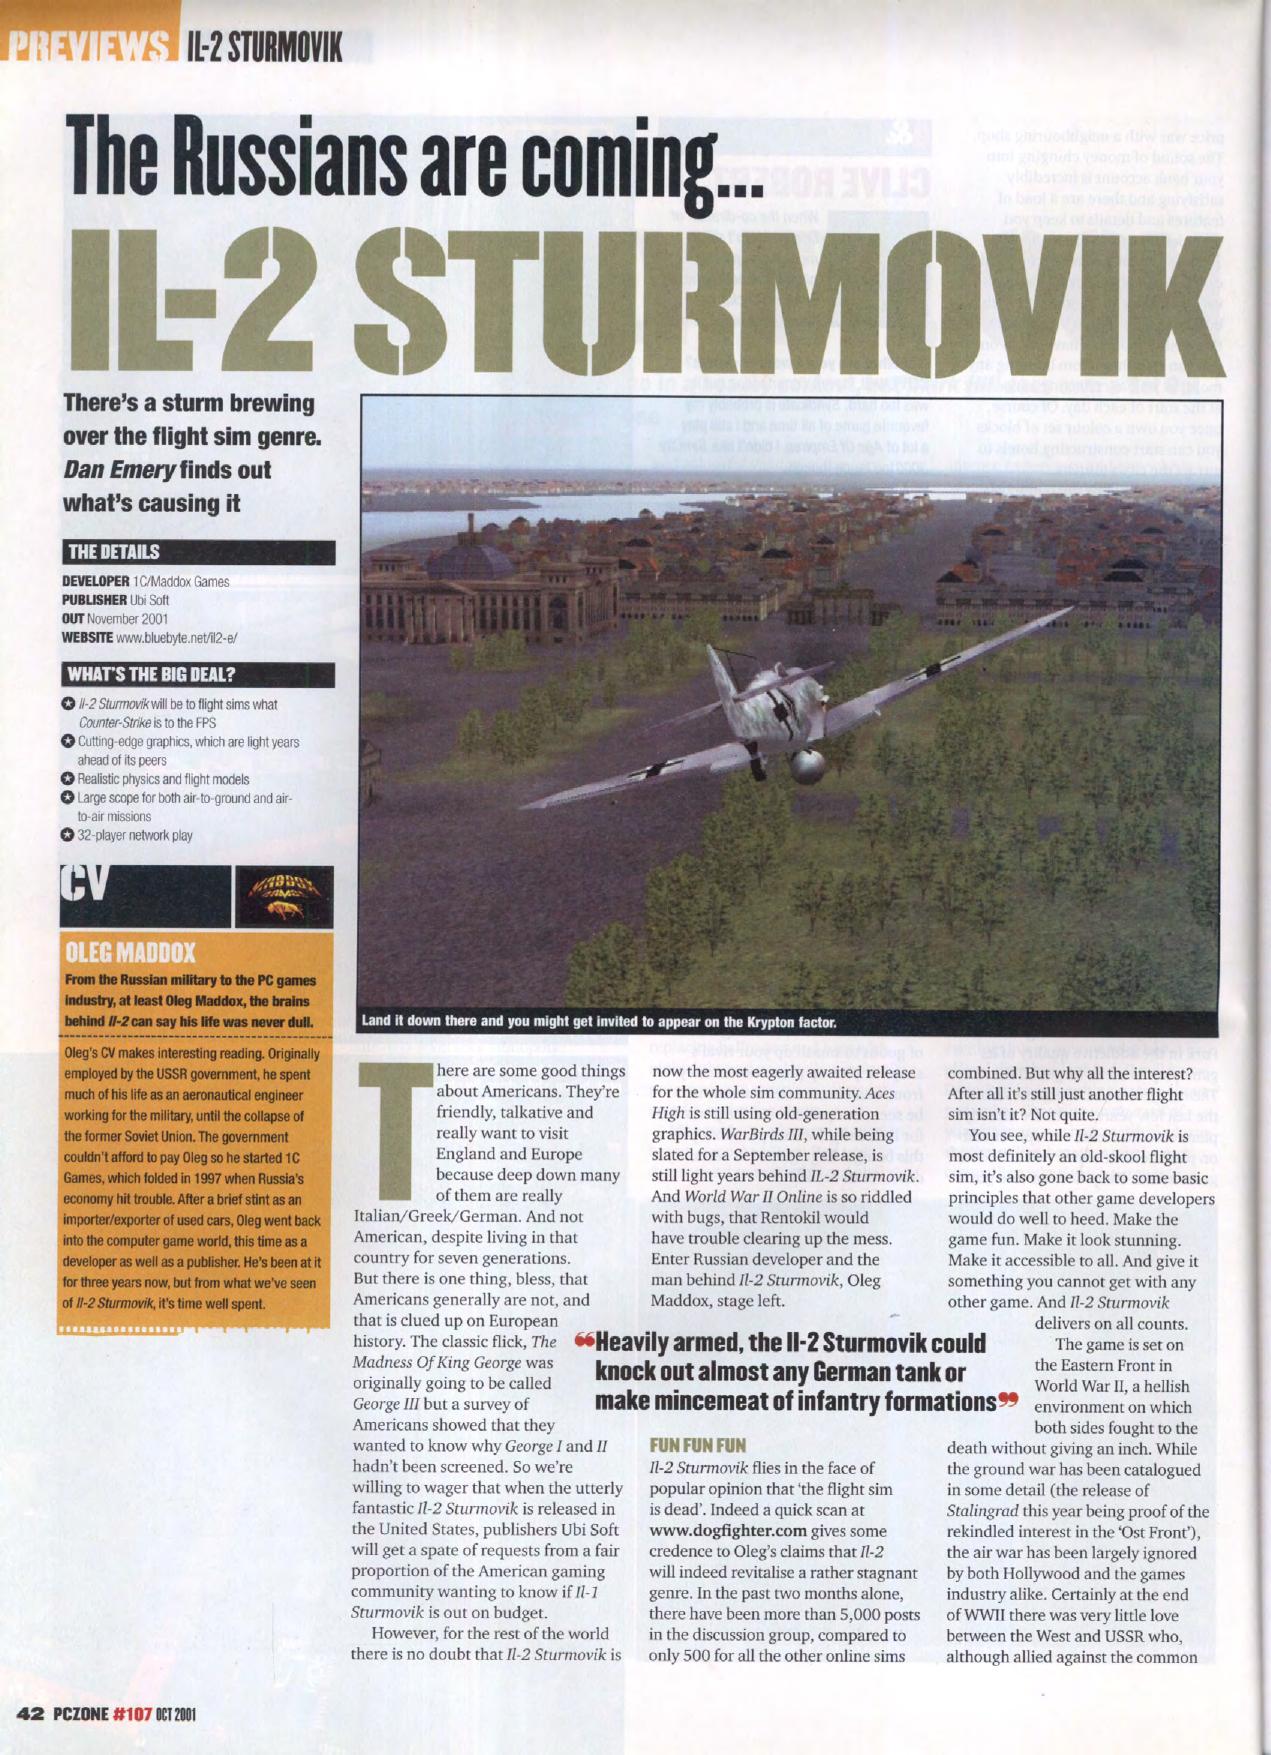 PREVIEWS IL-2 STURMOVIK
The Russians are coming...
IL-2 STURMOVIK
There's a sturm brewing
over the flight sim genre.
Dan Emery finds out
what's causing it
THE DETAILS
DEVELOPER 1C/Maddox Games
PUBLISHER Ubi Soft
OUT November 2001
WEBSITE www.bluebyte.net/il2-e/
WHAT'S THE BIG DEAL?
Il-2 Sturmovik will be to flight sims what
Counter-Strike is to the FPS
Cutting-edge graphics, which are light years
ahead of its peers
Realistic physics and flight models
Large scope for both air-to-ground and air-
to-air missions
32-player network play
CV
MADDOX
GAMES
OLEG MADDOX
From the Russian military to the PC games
industry, at least Oleg Maddox, the brains
behind Il-2 can say his life was never dull.
Oleg's CV makes interesting reading. Originally
employed by the USSR government, he spent
much of his life as an aeronautical engineer
working for the military, until the collapse of
the former Soviet Union. The government
couldn't afford to pay Oleg so he started 1C
Games, which folded in 1997 when Russia's
economy hit trouble. After a brief stint as an
importer/exporter of used cars, Oleg went back
into the computer game world, this time as a
developer as well as a publisher. He's been at it
for three years now, but from what we've seen
of Il-2 Sturmovik, it's time well spent.
Land it down there and you might get invited to appear on the Krypton factor.
There are some good things
about Americans. They're
friendly, talkative and
really want to visit
England and Europe
because deep down many
of them are really
Italian/Greek/German. And not
American, despite living in that
country for seven generations.
But there is one thing, bless, that
Americans generally are not, and
that is clued up on European
history. The classic flick, The
Madness Of King George was
originally going to be called
George III but a survey of
Americans showed that they
wanted to know why George I and II
hadn't been screened. So we're
willing to wager that when the utterly
fantastic Il-2 Sturmovik is released in
the United States, publishers Ubi Soft
will get a spate of requests from a fair
proportion of the American gaming
community wanting to know if Il-1
Sturmovik is out on budget.
However, for the rest of the world
there is no doubt that Il-2 Sturmovik is
now the most eagerly awaited release
for the whole sim community. Aces
High is still using old-generation
graphics. WarBirds III, while being
slated for a September release, is
still light years behind IL-2 Sturmovik.
And World War II Online is so riddled
with bugs, that Rentokil would
have trouble clearing up the mess.
Enter Russian developer and the
man behind Il-2 Sturmovik, Oleg
Maddox, stage left.
“Heavily armed, the Il-2 Sturmovik could
knock out almost any German tank or
make mincemeat of infantry formations”
FUN FUN FUN
Il-2 Sturmovik flies in the face of
popular opinion that 'the flight sim
is dead'. Indeed a quick scan at
www.dogfighter.com gives some
credence to Oleg's claims that Il-2
will indeed revitalise a rather stagnant
genre. In the past two months alone,
there have been more than 5,000 posts
in the discussion group, compared to
only 500 for all the other online sims
combined. But why all the interest?
After all it's still just another flight
sim isn't it? Not quite.
You see, while Il-2 Sturmovik is
most definitely an old-skool flight
sim, it's also gone back to some basic
principles that other game developers
would do well to heed. Make the
game fun. Make it look stunning.
Make it accessible to all. And give it
something you cannot get with any
other game. And Il-2 Sturmovik
delivers on all counts.
The game is set on
the Eastern Front in
World War II, a hellish
environment on which
both sides fought to the
death without giving an inch. While
the ground war has been catalogued
in some detail (the release of
Stalingrad this year being proof of the
rekindled interest in the 'Ost Front'),
the air war has been largely ignored
by both Hollywood and the games
industry alike. Certainly at the end
of WWII there was very little love
between the West and USSR who,
although allied against the common
42 PCZONE #107 OCT 2001